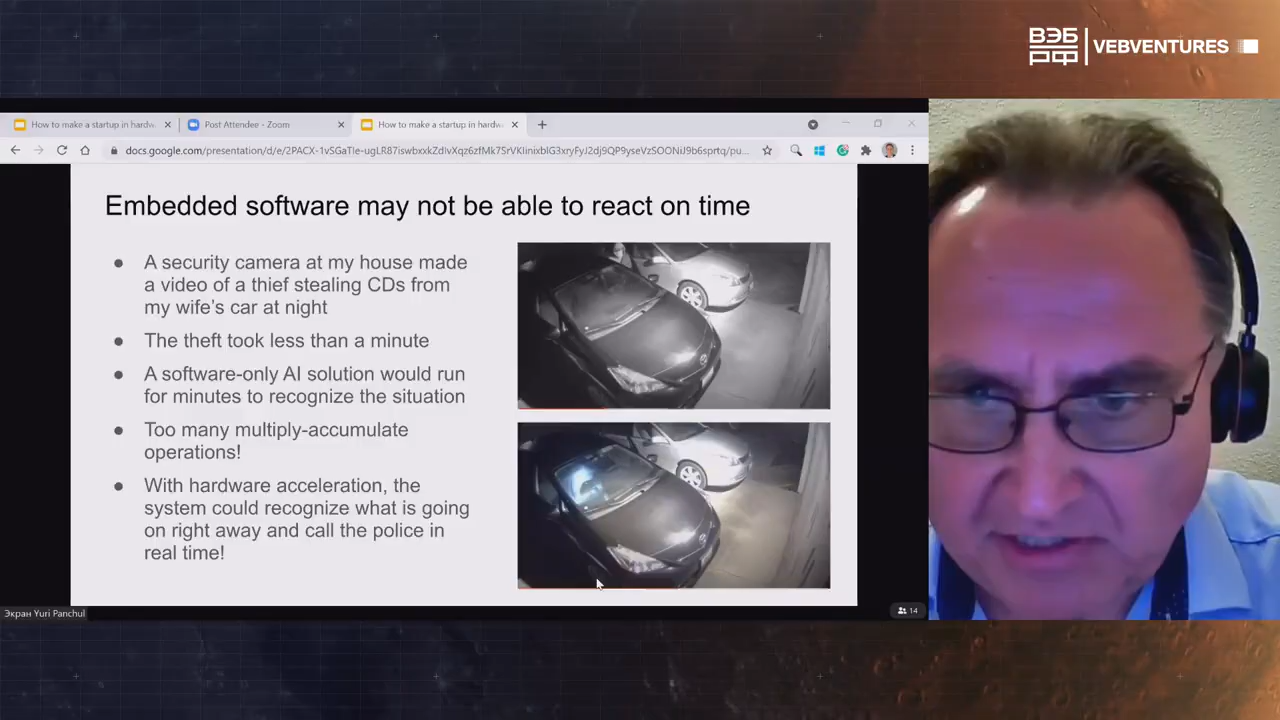 ВЭБ
РФ
VEBVENTURES
How to make a startup in hardw
Post Attendee - Zoom
How to make a startup in hardw
Embedded software may not be able to react on time
● A security camera at my house made
a video of a thief stealing CDs from
my wife's car at night
● The theft took less than a minute
● A software-only AI solution would run
for minutes to recognize the situation
● Too many multiply-accumulate
operations!
● With hardware acceleration, the
system could recognize what is going
on right away and call the police in
real time!
Экран Yuri Panchul
14